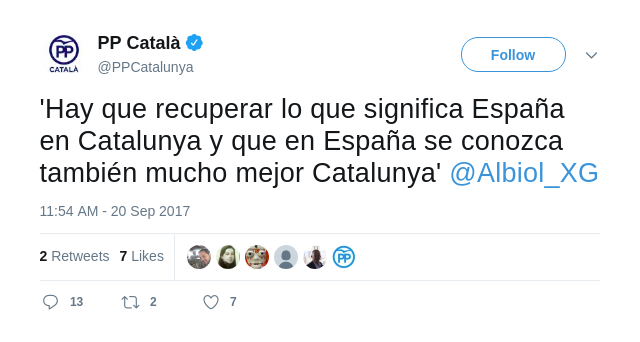 PP Català
@PPCatalunya
PP
CATALÀ
Follow
'Hay que recuperar lo que significa España
en Catalunya y que en España se conozca
también mucho mejor Catalunya' @Albiol_XG
11:54 AM - 20 Sep 2017
2 Retweets 7 Likes
PP
13 2 7